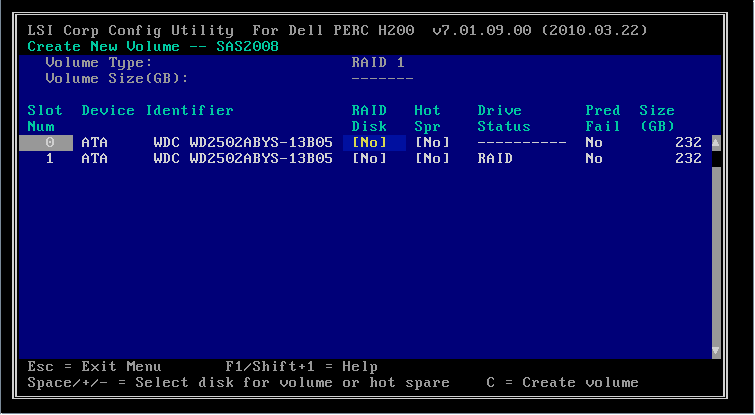 LSI Corp Config Utility  For Dell PERC H200  v7.01.09.00 (2010.03.22)
Create New Volume -- SAS2008
Volume Type: RAID 1
Volume Size(GB): -------
Slot Device Identifier RAID Hot Drive Pred Size
Num Disk Spr Status Fail (GB)
0 ATA WDC WD2502ABYS-13B05 [No] [No] ---------- No 232
1 ATA WDC WD2502ABYS-13B05 [No] [No] RAID No 232
Esc = Exit Menu F1/Shift+1 = Help
Space/+/- = Select disk for volume or hot spare C = Create volume